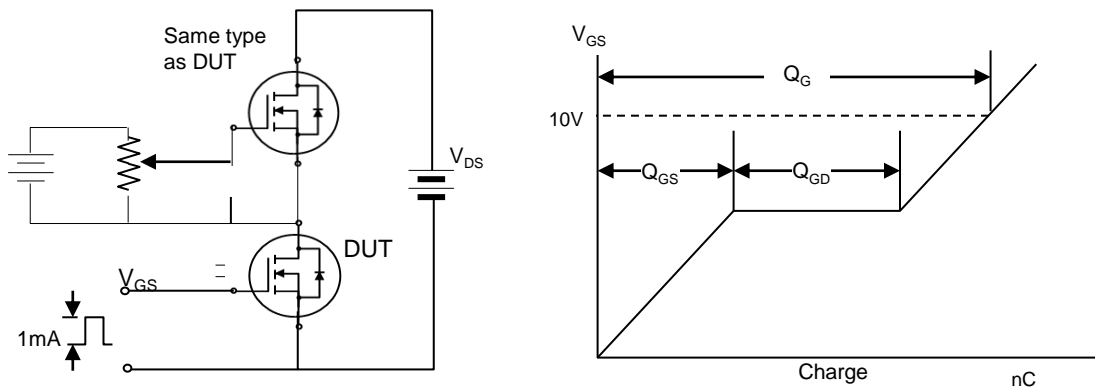 Same type
as DUT
V_DS
DUT
V_GS
1mA
V_GS
Q_G
10V
Q_GS
Q_GD
Charge
nC